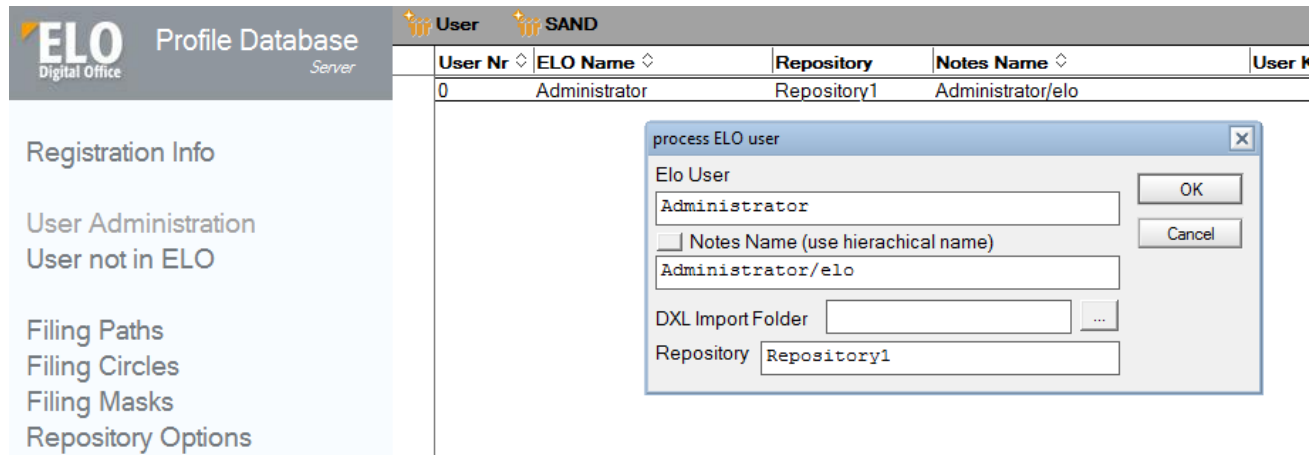 ELO
Digital Office
Profile Database
Server
User SAND
User Nr ELO Name Repository Notes Name User K
0 Administrator Repository1 Administrator/elo
Registration Info
User Administration
User not in ELO
Filing Paths
Filing Circles
Filing Masks
Repository Options
process ELO user
Elo User
Administrator
Notes Name (use hierachical name)
Administrator/elo
DXL Import Folder ...
Repository Repository1
OK
Cancel